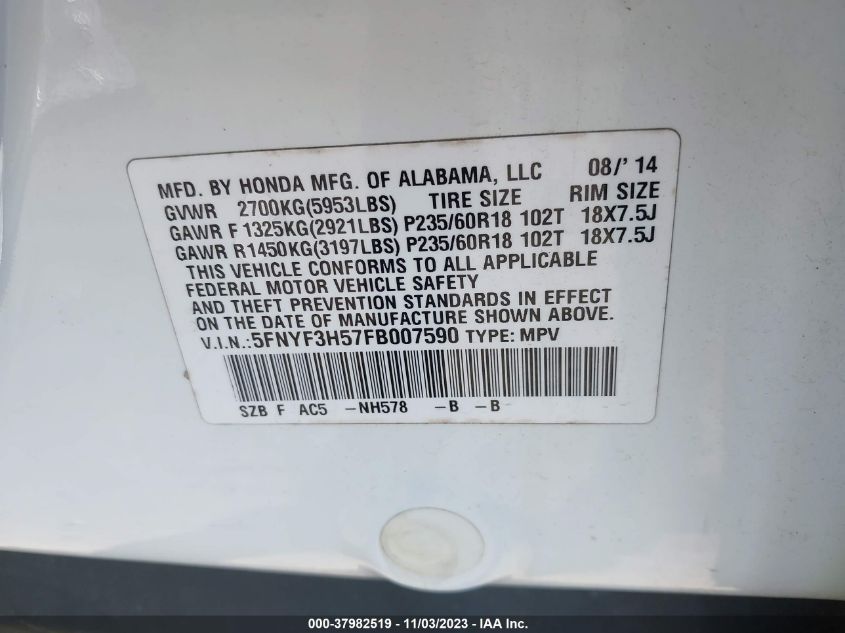 MFD. BY HONDA MFG. OF ALABAMA, LLC 08/' 14
GVWR 2700KG(5953LBS) TIRE SIZE RIM SIZE
GAWR F 1325KG(2921LBS) P235/60R18 102T 18X7.5J
GAWR R1450KG(3197LBS) P235/60R18 102T 18X7.5J
THIS VEHICLE CONFORMS TO ALL APPLICABLE
FEDERAL MOTOR VEHICLE SAFETY
AND THEFT PREVENTION STANDARDS IN EFFECT
ON THE DATE OF MANUFACTURE SHOWN ABOVE.
V.I.N.:5FNYF3H57FB007590 TYPE: MPV
SZB F AC5 -NH578 -B -B
000-37982519 - 11/03/2023 - IAA Inc.